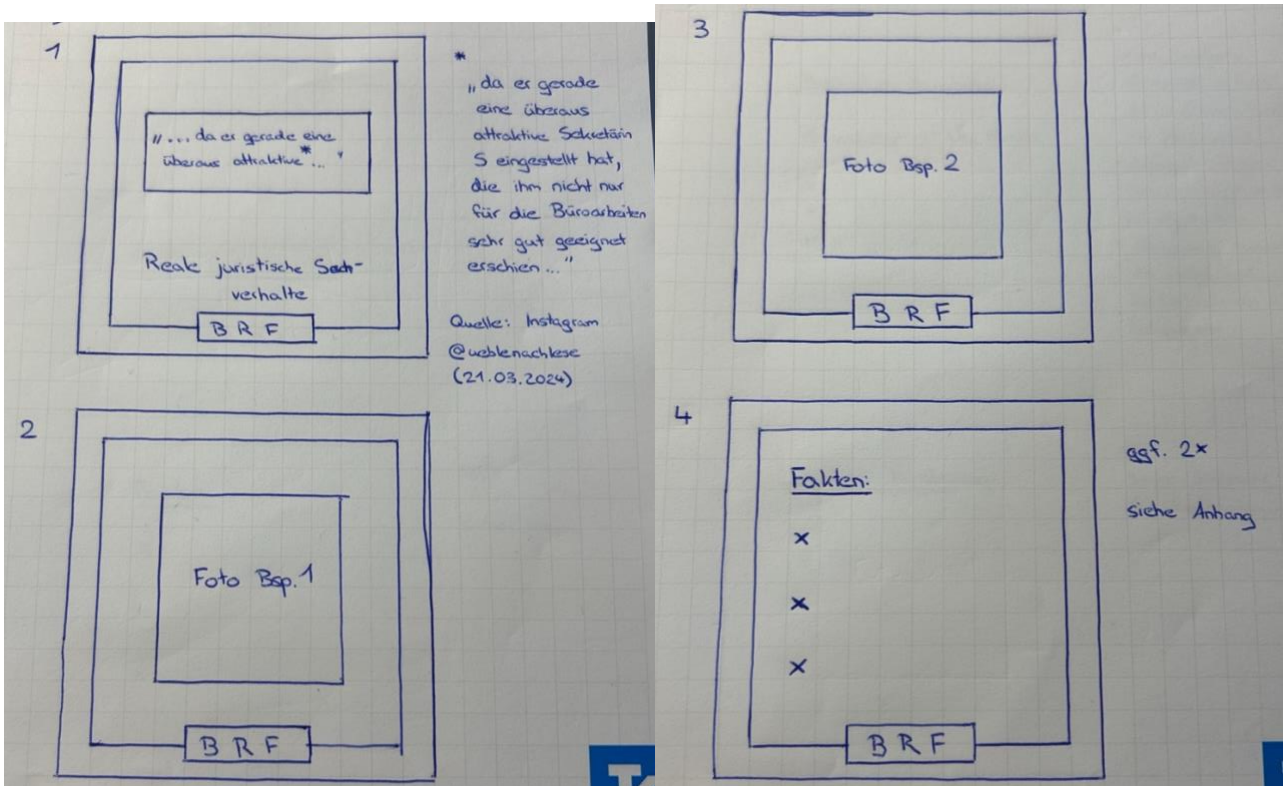 1
„... da er gerade eine
überaus attraktive*..."
Reale juristische Sach-
verhalte
BRF
*
„da er gerade
eine überaus
attraktive Sekretärin
S eingestellt hat,
die ihm nicht nur
für die Büroarbeiten
sehr gut geeignet
erschien..."
Quelle: Instagram
@ueblenachlese
(21.03.2024)
2
Foto Bsp. 1
BRF
3
Foto Bsp. 2
BRF
4
Fakten:
x
x
x
BRF
ggf. 2x
siehe Anhang